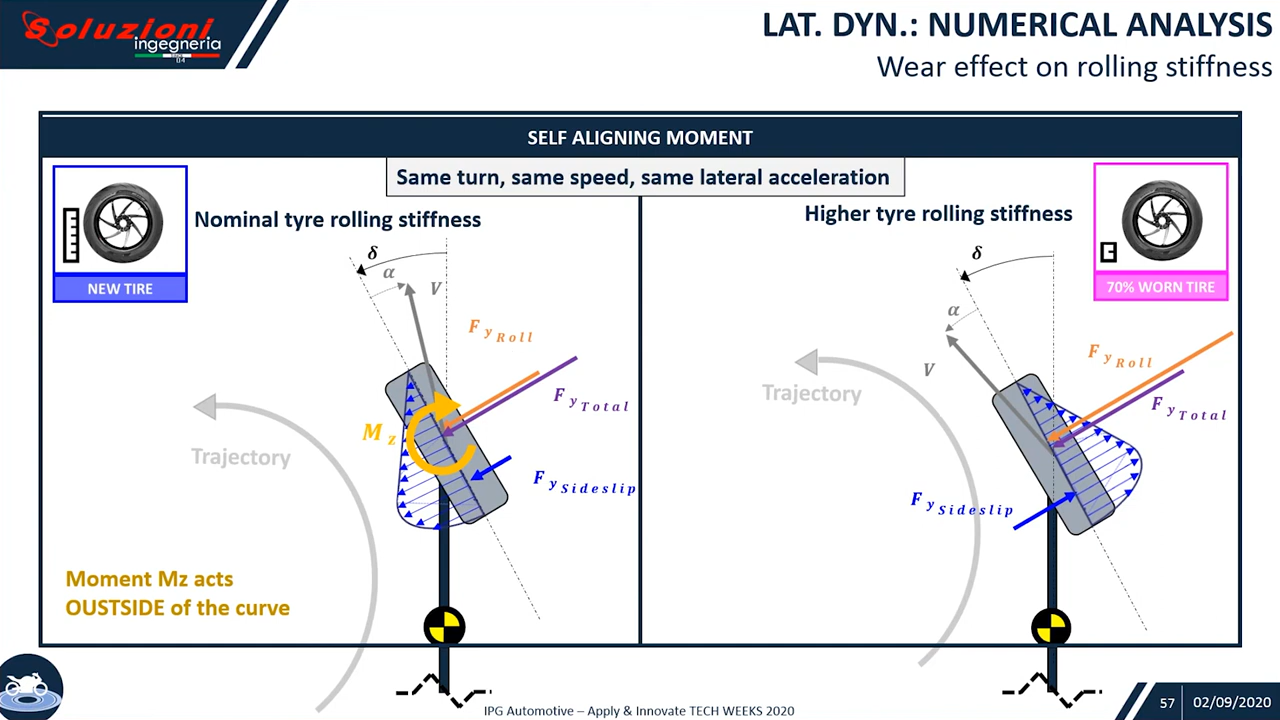 Soluzioni
ingegneria
SINCE
04
LAT. DYN.: NUMERICAL ANALYSIS
Wear effect on rolling stiffness
SELF ALIGNING MOMENT
Same turn, same speed, same lateral acceleration
NEW TIRE
Nominal tyre rolling stiffness
δ
α
V
F y Roll
F y Total
M z
F y Sideslip
Trajectory
Moment Mz acts
OUSTSIDE of the curve
Higher tyre rolling stiffness
70% WORN TIRE
δ
α
V
F y Roll
F y Total
F y Sideslip
Trajectory
IPG Automotive – Apply & Innovate TECH WEEKS 2020
57
02/09/2020